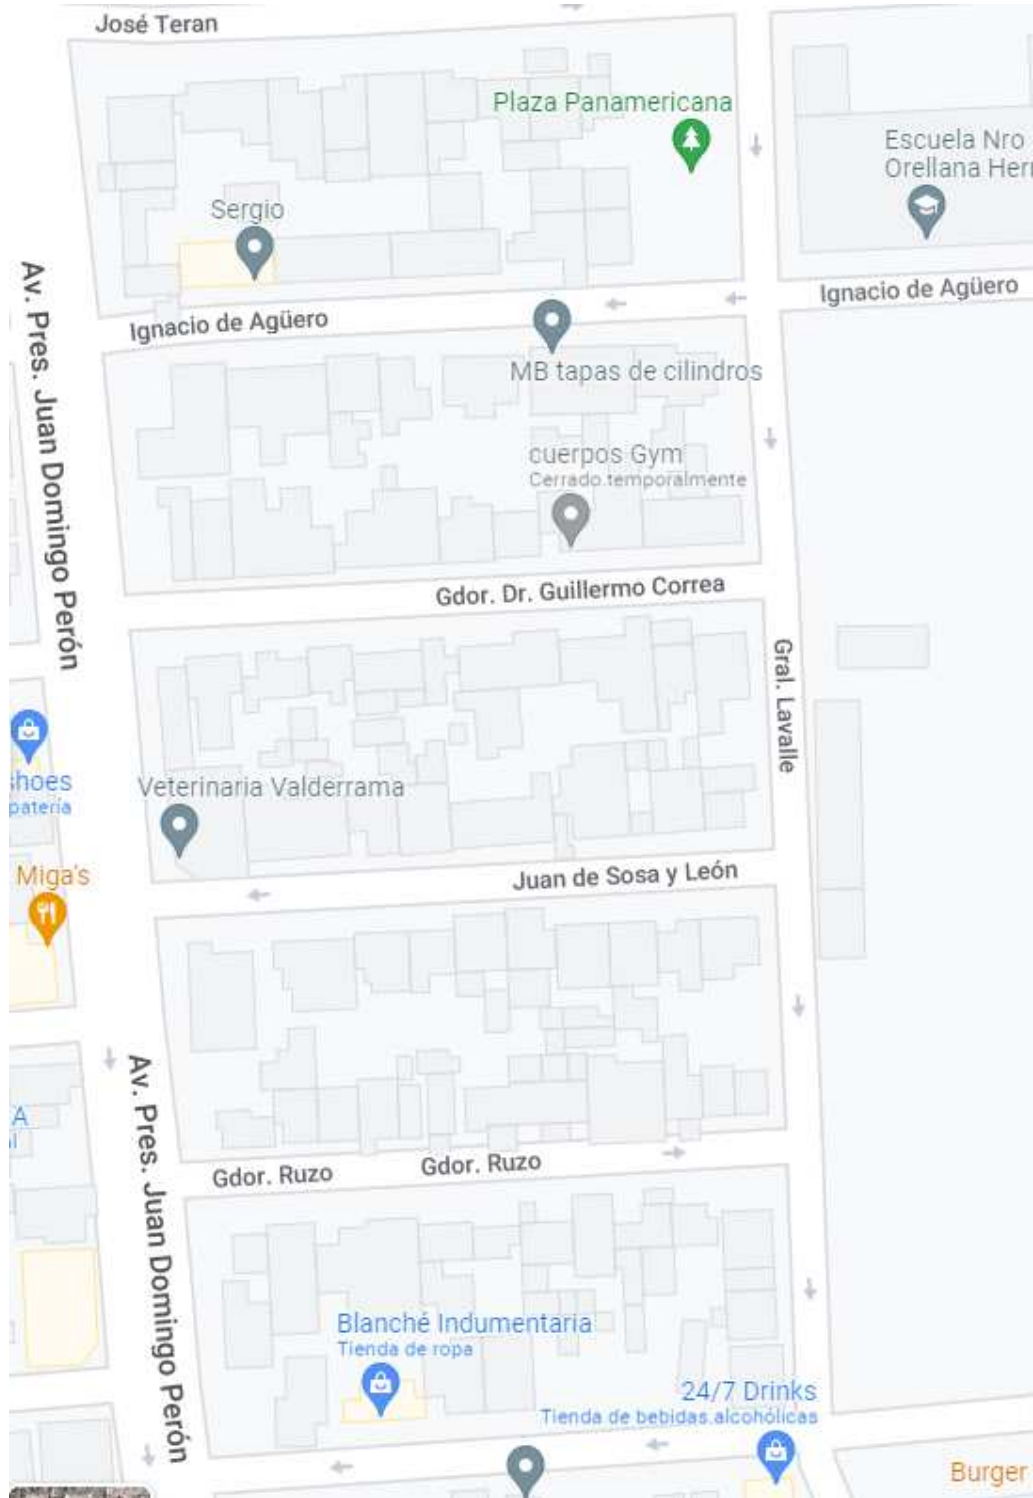 José Teran
Plaza Panamericana
Escuela Nro
Orellana Her
Sergio
Av. Pres. Juan Domingo Perón
Ignacio de Agüero
Ignacio de Agüero
MB tapas de cilindros
cuerpos Gym
Cerrado temporalmente
Gdor. Dr. Guillermo Correa
Gral. Lavalle
shoes
patería
Veterinaria Valderrama
Miga's
Juan de Sosa y León
Av. Pres. Juan Domingo Perón
A
Gdor. Ruzo
Gdor. Ruzo
Blanché Indumentaria
Tienda de ropa
24/7 Drinks
Tienda de bebidas alcohólicas
Burger